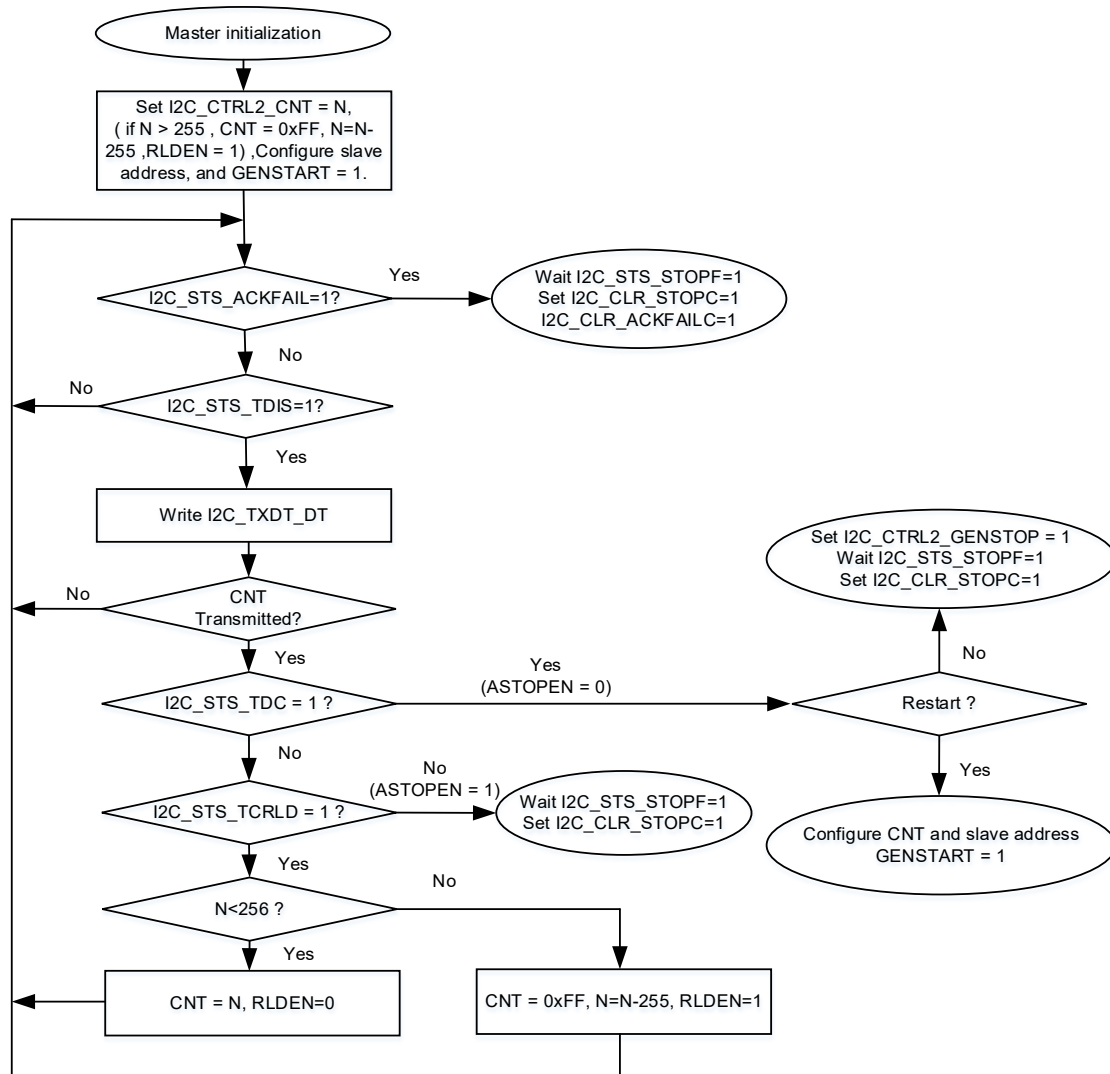 Master initialization
Set I2C_CTRL2_CNT = N,
( if N > 255 , CNT = 0xFF, N=N-
255 ,RLDEN = 1) ,Configure slave
address, and GENSTART = 1.
I2C_STS_ACKFAIL=1?
Yes
Wait I2C_STS_STOPF=1
Set I2C_CLR_STOPC=1
I2C_CLR_ACKFAILC=1
No
No
I2C_STS_TDIS=1?
Yes
Write I2C_TXDT_DT
No
CNT
Transmitted?
Yes
I2C_STS_TDC = 1 ?
Yes
(ASTOPEN = 0)
Set I2C_CTRL2_GENSTOP = 1
Wait I2C_STS_STOPF=1
Set I2C_CLR_STOPC=1
No
Restart ?
Yes
Configure CNT and slave address
GENSTART = 1
No
I2C_STS_TCRLD = 1 ?
No
(ASTOPEN = 1)
Wait I2C_STS_STOPF=1
Set I2C_CLR_STOPC=1
Yes
N<256 ?
No
Yes
CNT = N, RLDEN=0
CNT = 0xFF, N=N-255, RLDEN=1